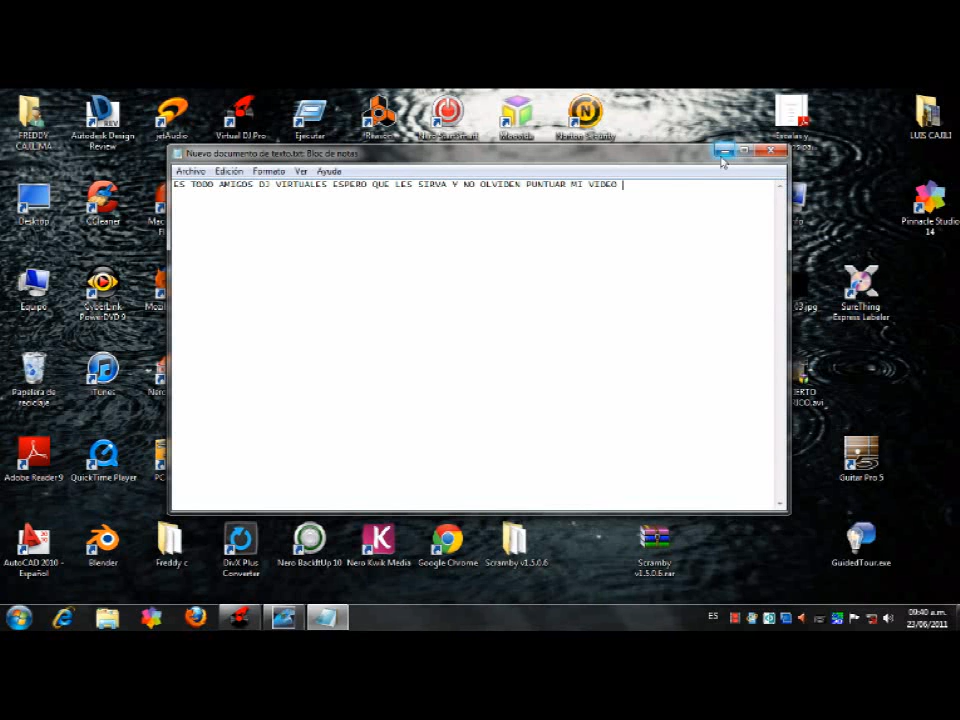 FREDDY
CAJILIMA
Autodesk Design
Review
jetAudio
Virtual DJ Pro
Ejecutar
Reason
Norton Security
LUIS CAJILI
Nuevo documento de texto.txt: Bloc de notas
Archivo Edición Formato Ver Ayuda
ES TODO AMIGOS DJ VIRTUALES ESPERO QUE LES SIRVA Y NO OLVIDEN PUNTUAR MI VIDEO
Desktop
CCleaner
Pinnacle Studio
14
Equipo
CyberLink
PowerDVD 9
SureThing
Express Labeler
Papelera de
reciclaje
iTunes
Adobe Reader 9
QuickTime Player
Guitar Pro 5
AutoCAD 2010 -
Español
Blender
Freddy c
DivX Plus
Converter
Nero BackItUp 10
Nero Kwik Media
Google Chrome
Scramby v1.5.0.6
Scramby
v1.5.0.6.rar
GuidedTour.exe
ES
09:40 a.m.
23/06/2011